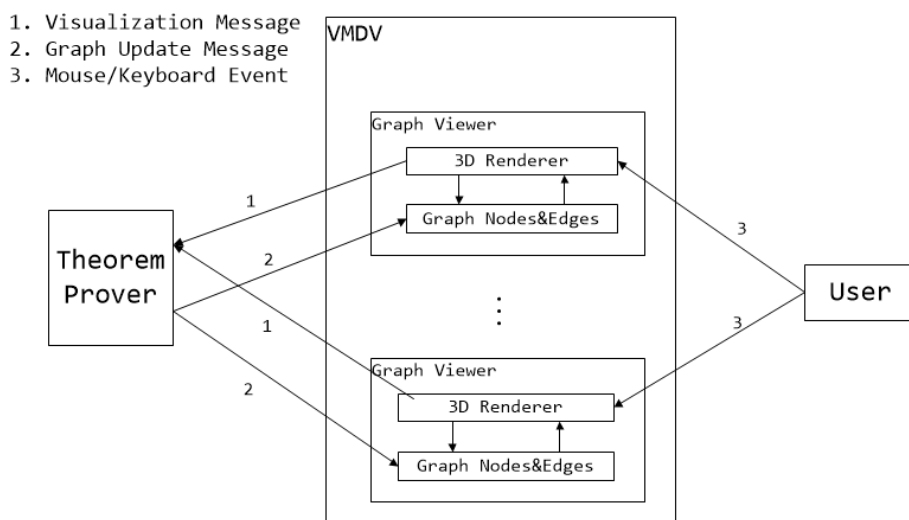 1. Visualization Message
2. Graph Update Message
3. Mouse/Keyboard Event
VMDV
Graph Viewer
3D Renderer
Graph Nodes&Edges
1
2
3
Theorem
Prover
User
1
3
2
Graph Viewer
3D Renderer
Graph Nodes&Edges